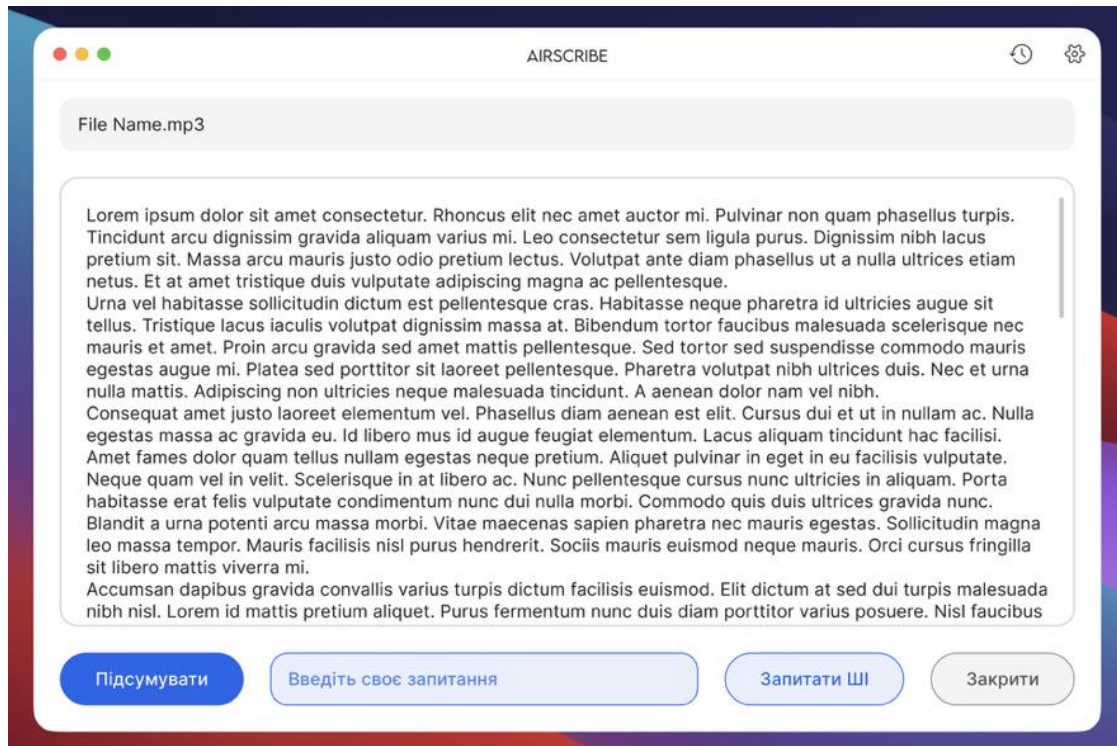 AIRSCRIBE
File Name.mp3
Lorem ipsum dolor sit amet consectetur. Rhoncus elit nec amet auctor mi. Pulvinar non quam phasellus turpis.
Tincidunt arcu dignissim gravida aliquam varius mi. Leo consectetur sem ligula purus. Dignissim nibh lacus
pretium sit. Massa arcu mauris justo odio pretium lectus. Volutpat ante diam phasellus ut a nulla ultrices etiam
netus. Et at amet tristique duis vulputate adipiscing magna ac pellentesque.
Urna vel habitasse sollicitudin dictum est pellentesque cras. Habitasse neque pharetra id ultricies augue sit
tellus. Tristique lacus iaculis volutpat dignissim massa at. Bibendum tortor faucibus malesuada scelerisque nec
mauris et amet. Proin arcu gravida sed amet mattis pellentesque. Sed tortor sed suspendisse commodo mauris
egestas augue mi. Platea sed porttitor sit laoreet pellentesque. Pharetra volutpat nibh ultrices duis. Nec et urna
nulla mattis. Adipiscing non ultricies neque malesuada tincidunt. A aenean dolor nam vel nibh.
Consequat amet justo laoreet elementum vel. Phasellus diam aenean est elit. Cursus dui et ut in nullam ac. Nulla
egestas massa ac gravida eu. Id libero mus id augue feugiat elementum. Lacus aliquam tincidunt hac facilisi.
Amet fames dolor quam tellus nullam egestas neque pretium. Aliquet pulvinar in eget in eu facilisis vulputate.
Neque quam vel in velit. Scelerisque in at libero ac. Nunc pellentesque cursus nunc ultricies in aliquam. Porta
habitasse erat felis vulputate condimentum nunc dui nulla morbi. Commodo quis duis ultrices gravida nunc.
Blandit a urna potenti arcu massa morbi. Vitae maecenas sapien pharetra nec mauris egestas. Sollicitudin magna
leo massa tempor. Mauris facilisis nisl purus hendrerit. Sociis mauris euismod neque mauris. Orci cursus fringilla
sit libero mattis viverra mi.
Accumsan dapibus gravida convallis varius turpis dictum facilisis euismod. Elit dictum at sed dui turpis malesuada
nibh nisl. Lorem id mattis pretium aliquet. Purus fermentum nunc duis diam porttitor varius posuere. Nisl faucibus
Підсумувати Введіть своє запитання Запитати ШІ Закрити